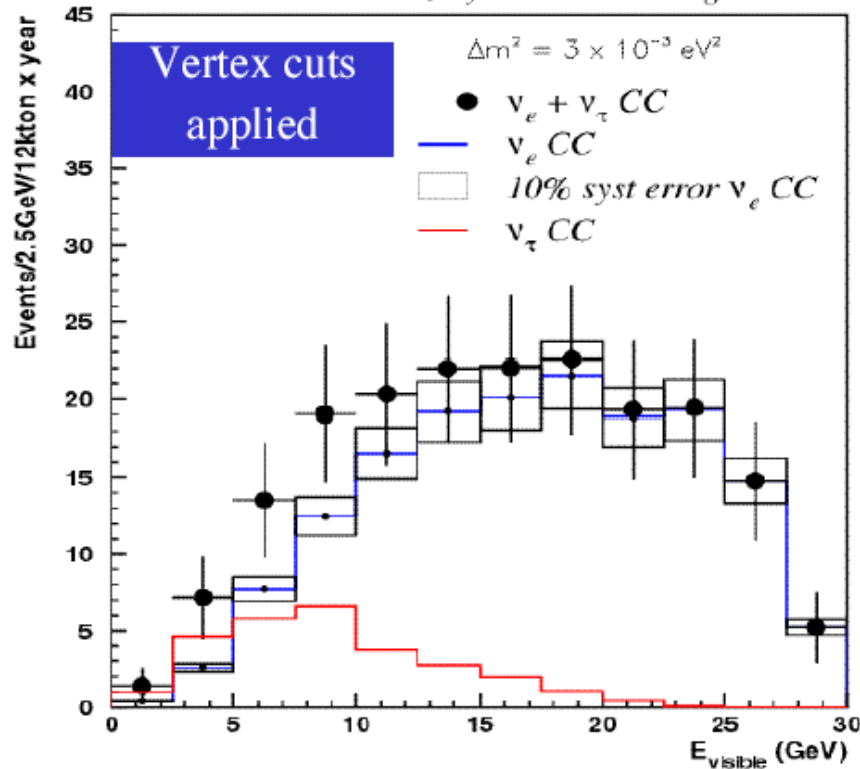 Δm² = 3 × 10⁻³ eV²
Vertex cuts
applied
ν_e + ν_τ CC
ν_e CC
10% syst error ν_e CC
ν_τ CC
Events/2.5GeV/12kton x year
45
40
35
30
25
20
15
10
5
0
0 5 10 15 20 25 30
E_visible (GeV)